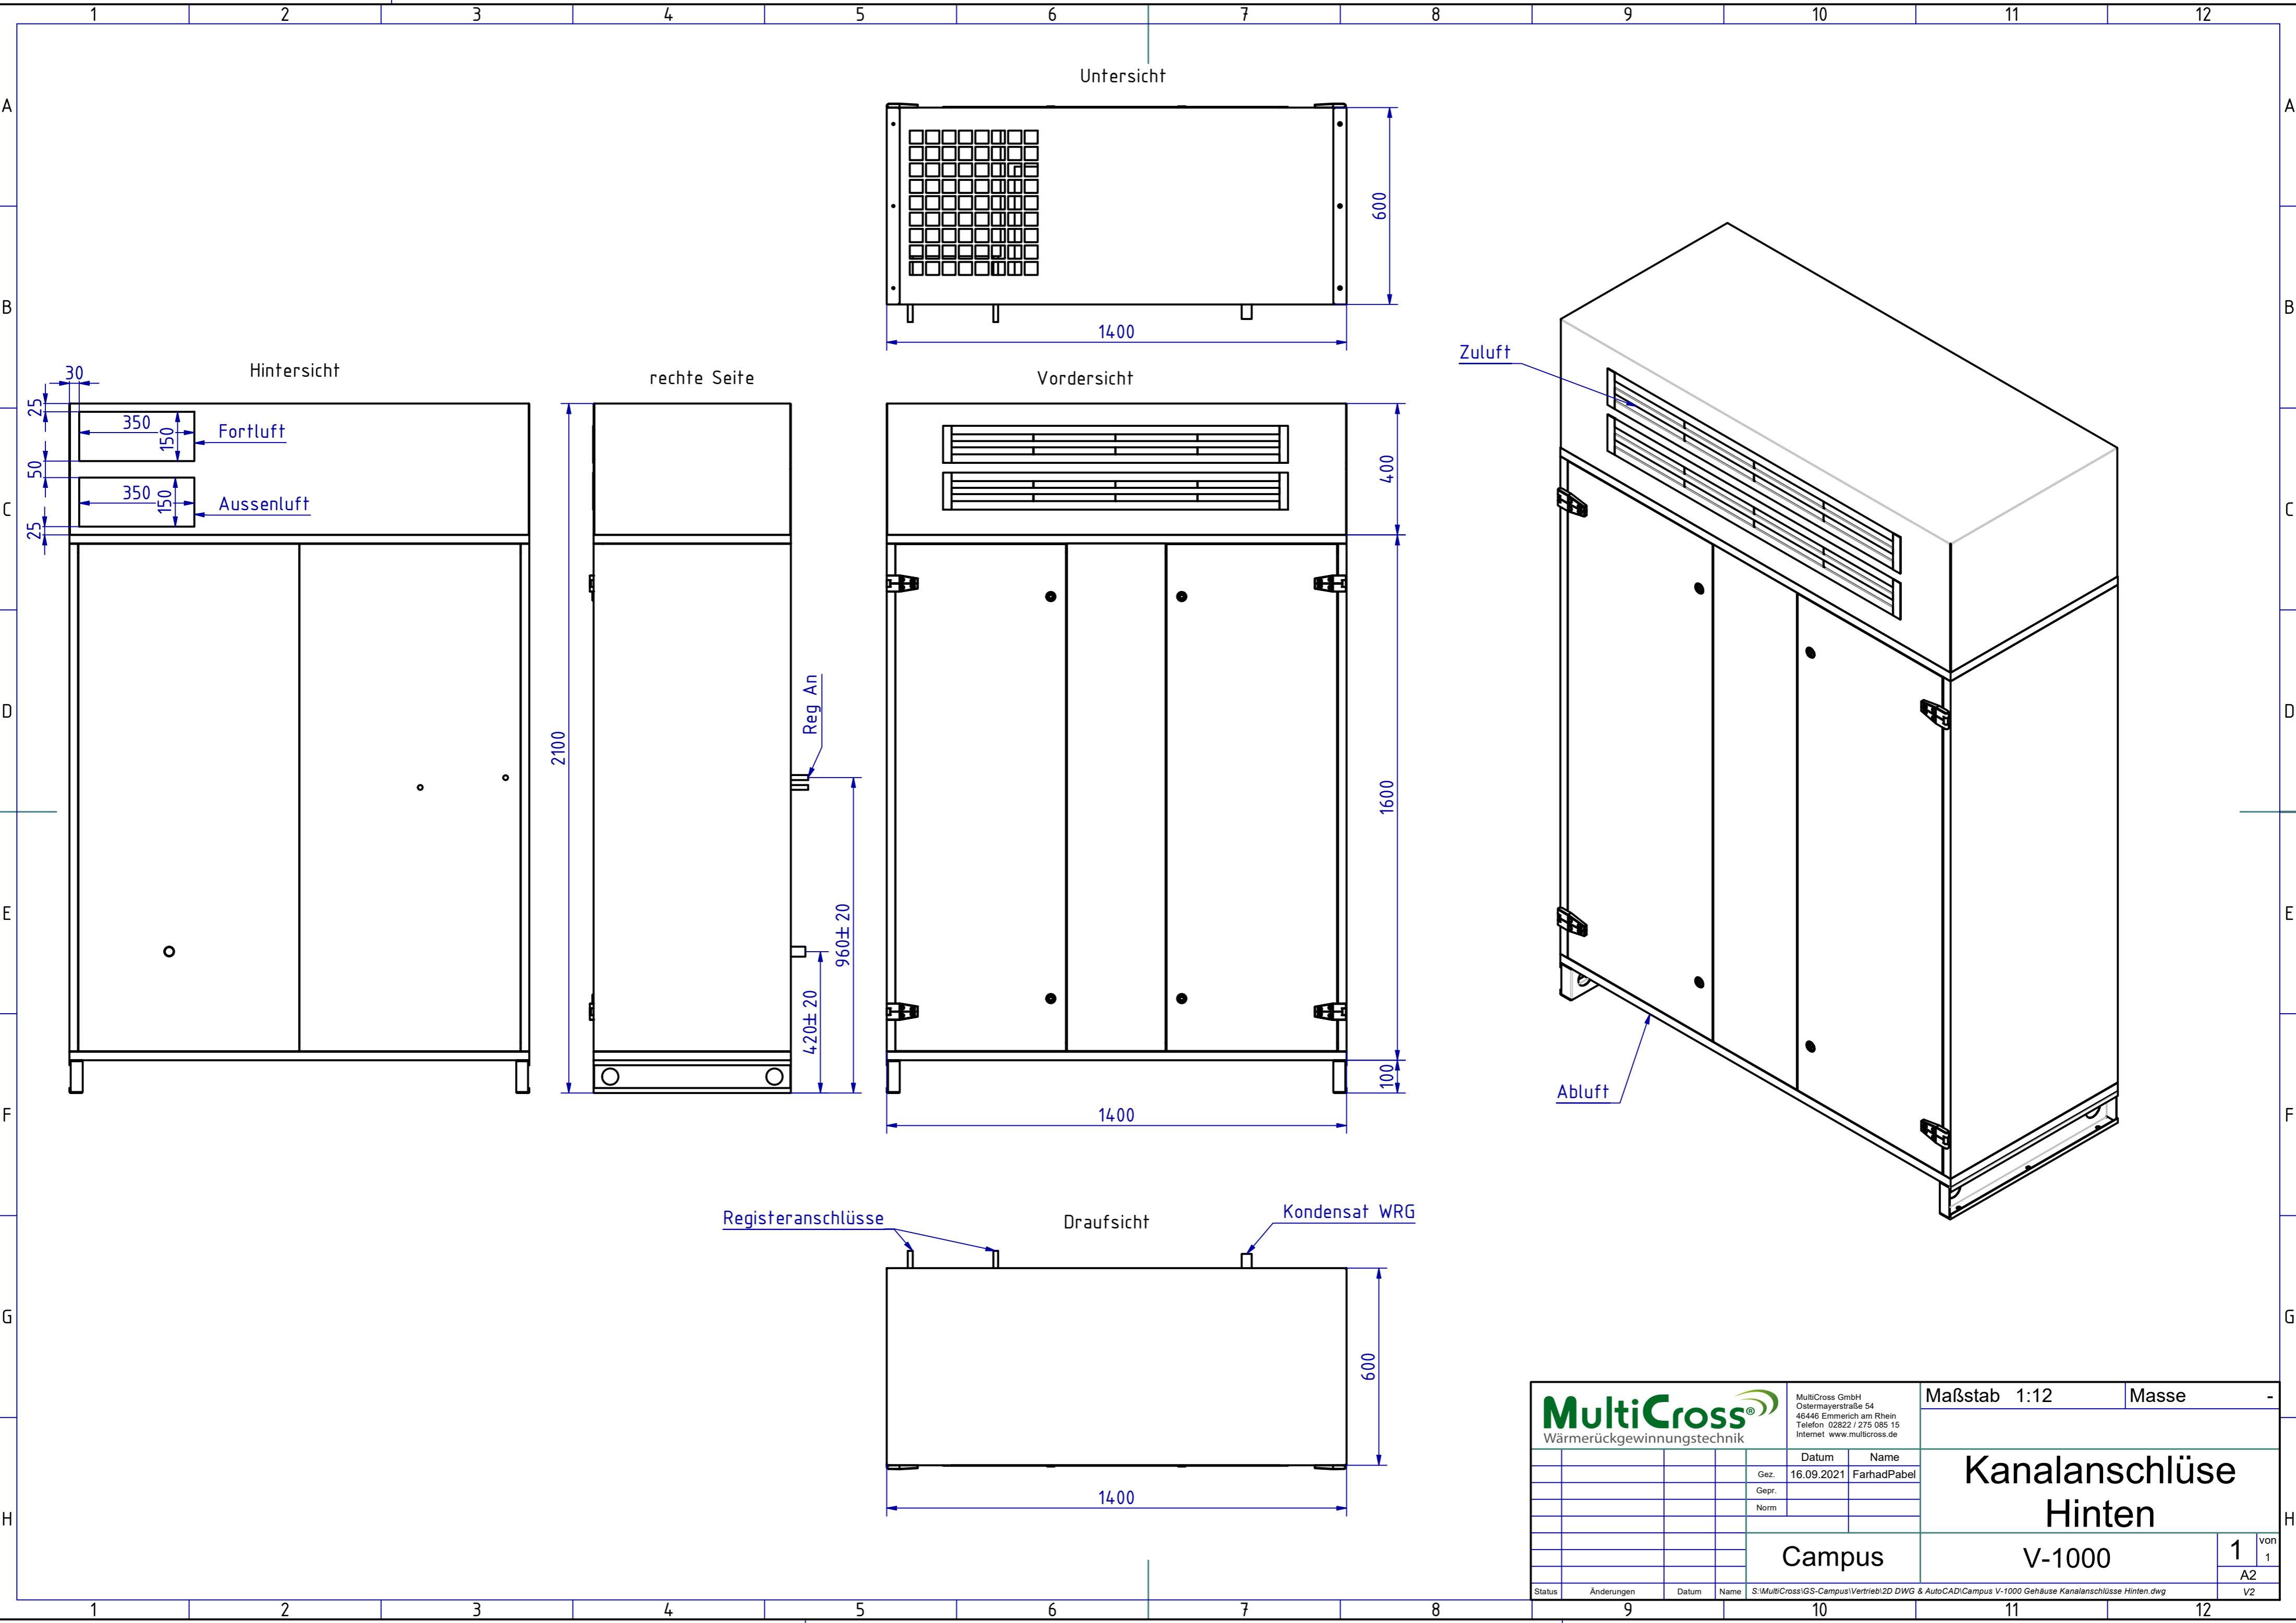 1 2 3 4 5 6 7 8 9 10 11 12
A A
B B
C C
D D
E E
F F
G G
H H
Untersicht
600
1400
Hintersicht
30
25
350
150
Fortluft
50
350
150
Aussenluft
25
rechte Seite
2100
Reg An
960± 20
420± 20
Vordersicht
400
1600
100
1400
Zuluft
Abluft
Registeranschlüsse
Draufsicht
Kondensat WRG
600
1400
MultiCross®
Wärmerückgewinnungstechnik
MultiCross GmbH
Ostermayerstraße 54
46446 Emmerich am Rhein
Telefon 02822 / 275 085 15
Internet www.multicross.de
Maßstab 1:12
Masse -
Datum Name
Gez. 16.09.2021 FarhadPabel
Gepr.
Norm
Kanalanschlüse
Hinten
Campus
V-1000
1 von
1
A2
Status Änderungen Datum Name
S:\MultiCross\GS-Campus\Vertrieb\2D DWG & AutoCAD\Campus V-1000 Gehäuse Kanalanschlüsse Hinten.dwg
V2
1 2 3 4 5 6 7 8 9 10 11 12